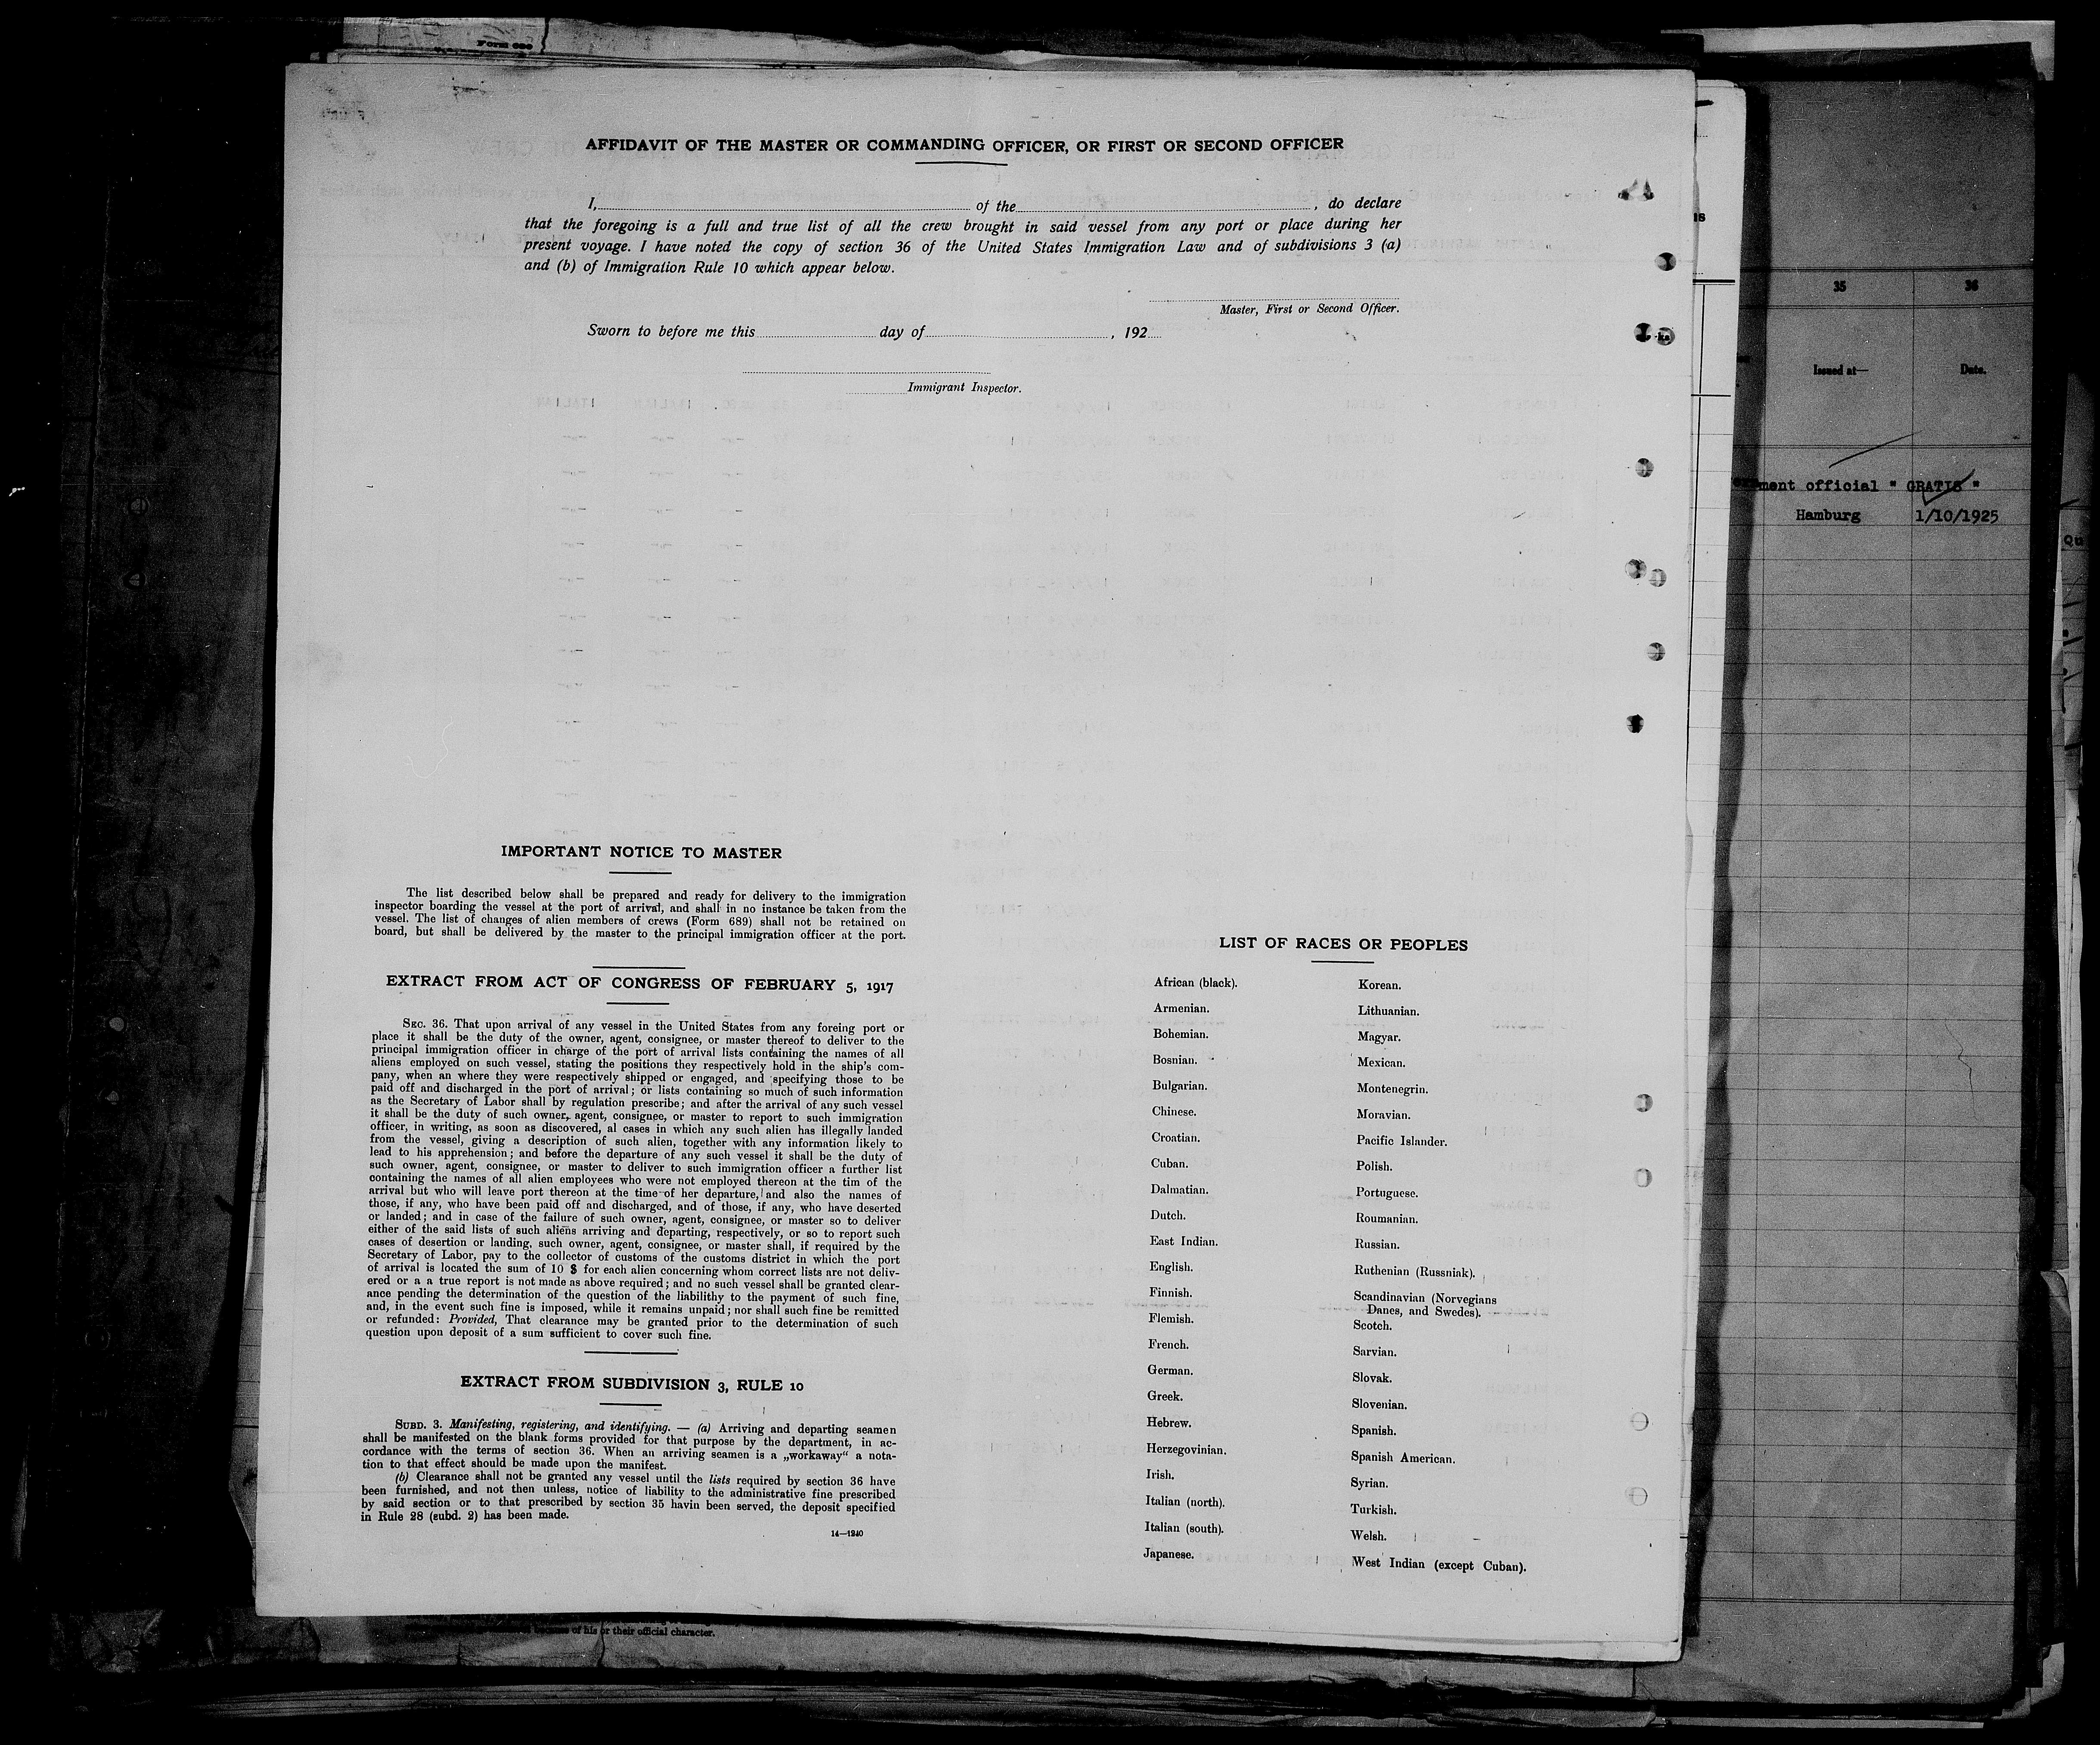 Form 680
AFFIDAVIT OF THE MASTER OR COMMANDING OFFICER, OR FIRST OR SECOND OFFICER
I, of the , do declare
that the foregoing is a full and true list of all the crew brought in said vessel from any port or place during her
present voyage. I have noted the copy of section 36 of the United States Immigration Law and of subdivisions 3 (a)
and (b) of Immigration Rule 10 which appear below.
Master, First or Second Officer.
Sworn to before me this day of , 192
Immigrant Inspector.
IMPORTANT NOTICE TO MASTER
The list described below shall be prepared and ready for delivery to the immigration
inspector boarding the vessel at the port of arrival, and shall in no instance be taken from the
vessel. The list of changes of alien members of crews (Form 689) shall not be retained on
board, but shall be delivered by the master to the principal immigration officer at the port.
EXTRACT FROM ACT OF CONGRESS OF FEBRUARY 5, 1917
SEC. 36. That upon arrival of any vessel in the United States from any foreing port or
place it shall be the duty of the owner, agent, consignee, or master thereof to deliver to the
principal immigration officer in charge of the port of arrival lists containing the names of all
aliens employed on such vessel, stating the positions they respectively hold in the ship's com-
pany, when an where they were respectively shipped or engaged, and specifying those to be
paid off and discharged in the port of arrival; or lists containing so much of such information
as the Secretary of Labor shall by regulation prescribe; and after the arrival of any such vessel
it shall be the duty of such owner, agent, consignee, or master to report to such immigration
officer, in writing, as soon as discovered, al cases in which any such alien has illegally landed
from the vessel, giving a description of such alien, together with any information likely to
lead to his apprehension; and before the departure of any such vessel it shall be the duty of
such owner, agent, consignee, or master to deliver to such immigration officer a further list
containing the names of all alien employees who were not employed thereon at the tim of the
arrival but who will leave port thereon at the time of her departure, and also the names of
those, if any, who have been paid off and discharged, and of those, if any, who have deserted
or landed; and in case of the failure of such owner, agent, consignee, or master so to deliver
either of the said lists of such aliens arriving and departing, respectively, or so to report such
cases of desertion or landing, such owner, agent, consignee, or master shall, if required by the
Secretary of Labor, pay to the collector of customs of the customs district in which the port
of arrival is located the sum of 10 $ for each alien concerning whom correct lists are not deliv-
ered or a a true report is not made as above required; and no such vessel shall be granted clear-
ance pending the determination of the question of the liabilithy to the payment of such fine,
and, in the event such fine is imposed, while it remains unpaid; nor shall such fine be remitted
or refunded: Provided, That clearance may be granted prior to the determination of such
question upon deposit of a sum sufficient to cover such fine.
EXTRACT FROM SUBDIVISION 3, RULE 10
SUBD. 3. Manifesting, registering, and identifying. — (a) Arriving and departing seamen
shall be manifested on the blank forms provided for that purpose by the department, in ac-
cordance with the terms of section 36. When an arriving seamen is a „workaway“ a nota-
tion to that effect should be made upon the manifest.
(b) Clearance shall not be granted any vessel until the lists required by section 36 have
been furnished, and not then unless, notice of liability to the administrative fine prescribed
by said section or to that prescribed by section 35 havin been served, the deposit specified
in Rule 28 (subd. 2) has been made.
14—1240
LIST OF RACES OR PEOPLES
African (black).
Armenian.
Bohemian.
Bosnian.
Bulgarian.
Chinese.
Croatian.
Cuban.
Dalmatian.
Dutch.
East Indian.
English.
Finnish.
Flemish.
French.
German.
Greek.
Hebrew.
Herzegovinian.
Irish.
Italian (north).
Italian (south).
Japanese.
Korean.
Lithuanian.
Magyar.
Mexican.
Montenegrin.
Moravian.
Pacific Islander.
Polish.
Portuguese.
Roumanian.
Russian.
Ruthenian (Russniak).
Scandinavian (Norvegians
Danes, and Swedes).
Scotch.
Sarvian.
Slovak.
Slovenian.
Spanish.
Spanish American.
Syrian.
Turkish.
Welsh.
West Indian (except Cuban).
35 36
Issued at— Date.
ment official " GRATIS "
Hamburg 1/10/1925
Qu
of his or their official character.